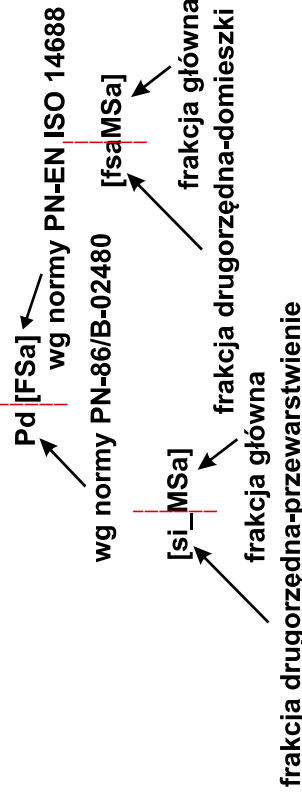 Pd [FSa]
wg normy PN-EN ISO 14688
wg normy PN-86/B-02480
[fsaMSa]
frakcja główna
frakcja drugorzędna-domieszki
[si_MSa]
frakcja główna
frakcja drugorzędna-przewarstwienie